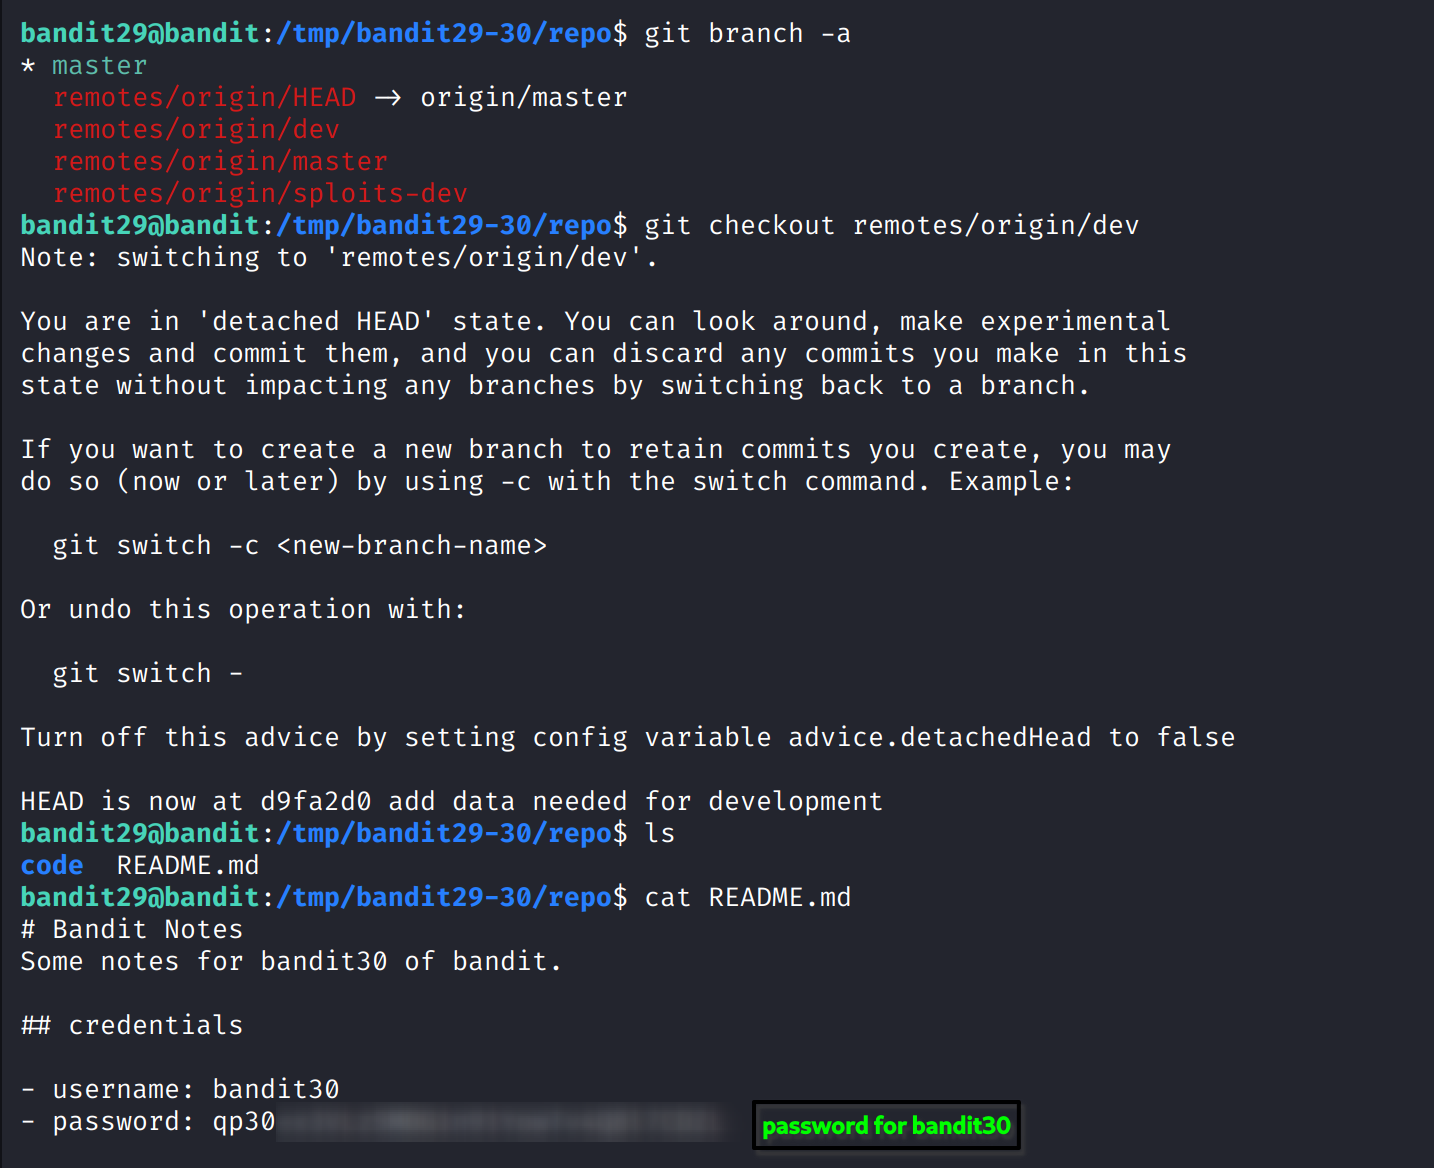 bandit29@bandit:/tmp/bandit29-30/repo$ git branch -a
* master
  remotes/origin/HEAD → origin/master
  remotes/origin/dev
  remotes/origin/master
  remotes/origin/sploits-dev
bandit29@bandit:/tmp/bandit29-30/repo$ git checkout remotes/origin/dev
Note: switching to 'remotes/origin/dev'.

You are in 'detached HEAD' state. You can look around, make experimental
changes and commit them, and you can discard any commits you make in this
state without impacting any branches by switching back to a branch.

If you want to create a new branch to retain commits you create, you may
do so (now or later) by using -c with the switch command. Example:

  git switch -c <new-branch-name>

Or undo this operation with:

  git switch -

Turn off this advice by setting config variable advice.detachedHead to false

HEAD is now at d9fa2d0 add data needed for development
bandit29@bandit:/tmp/bandit29-30/repo$ ls
code  README.md
bandit29@bandit:/tmp/bandit29-30/repo$ cat README.md
# Bandit Notes
Some notes for bandit30 of bandit.

## credentials

- username: bandit30
- password: qp30
password for bandit30